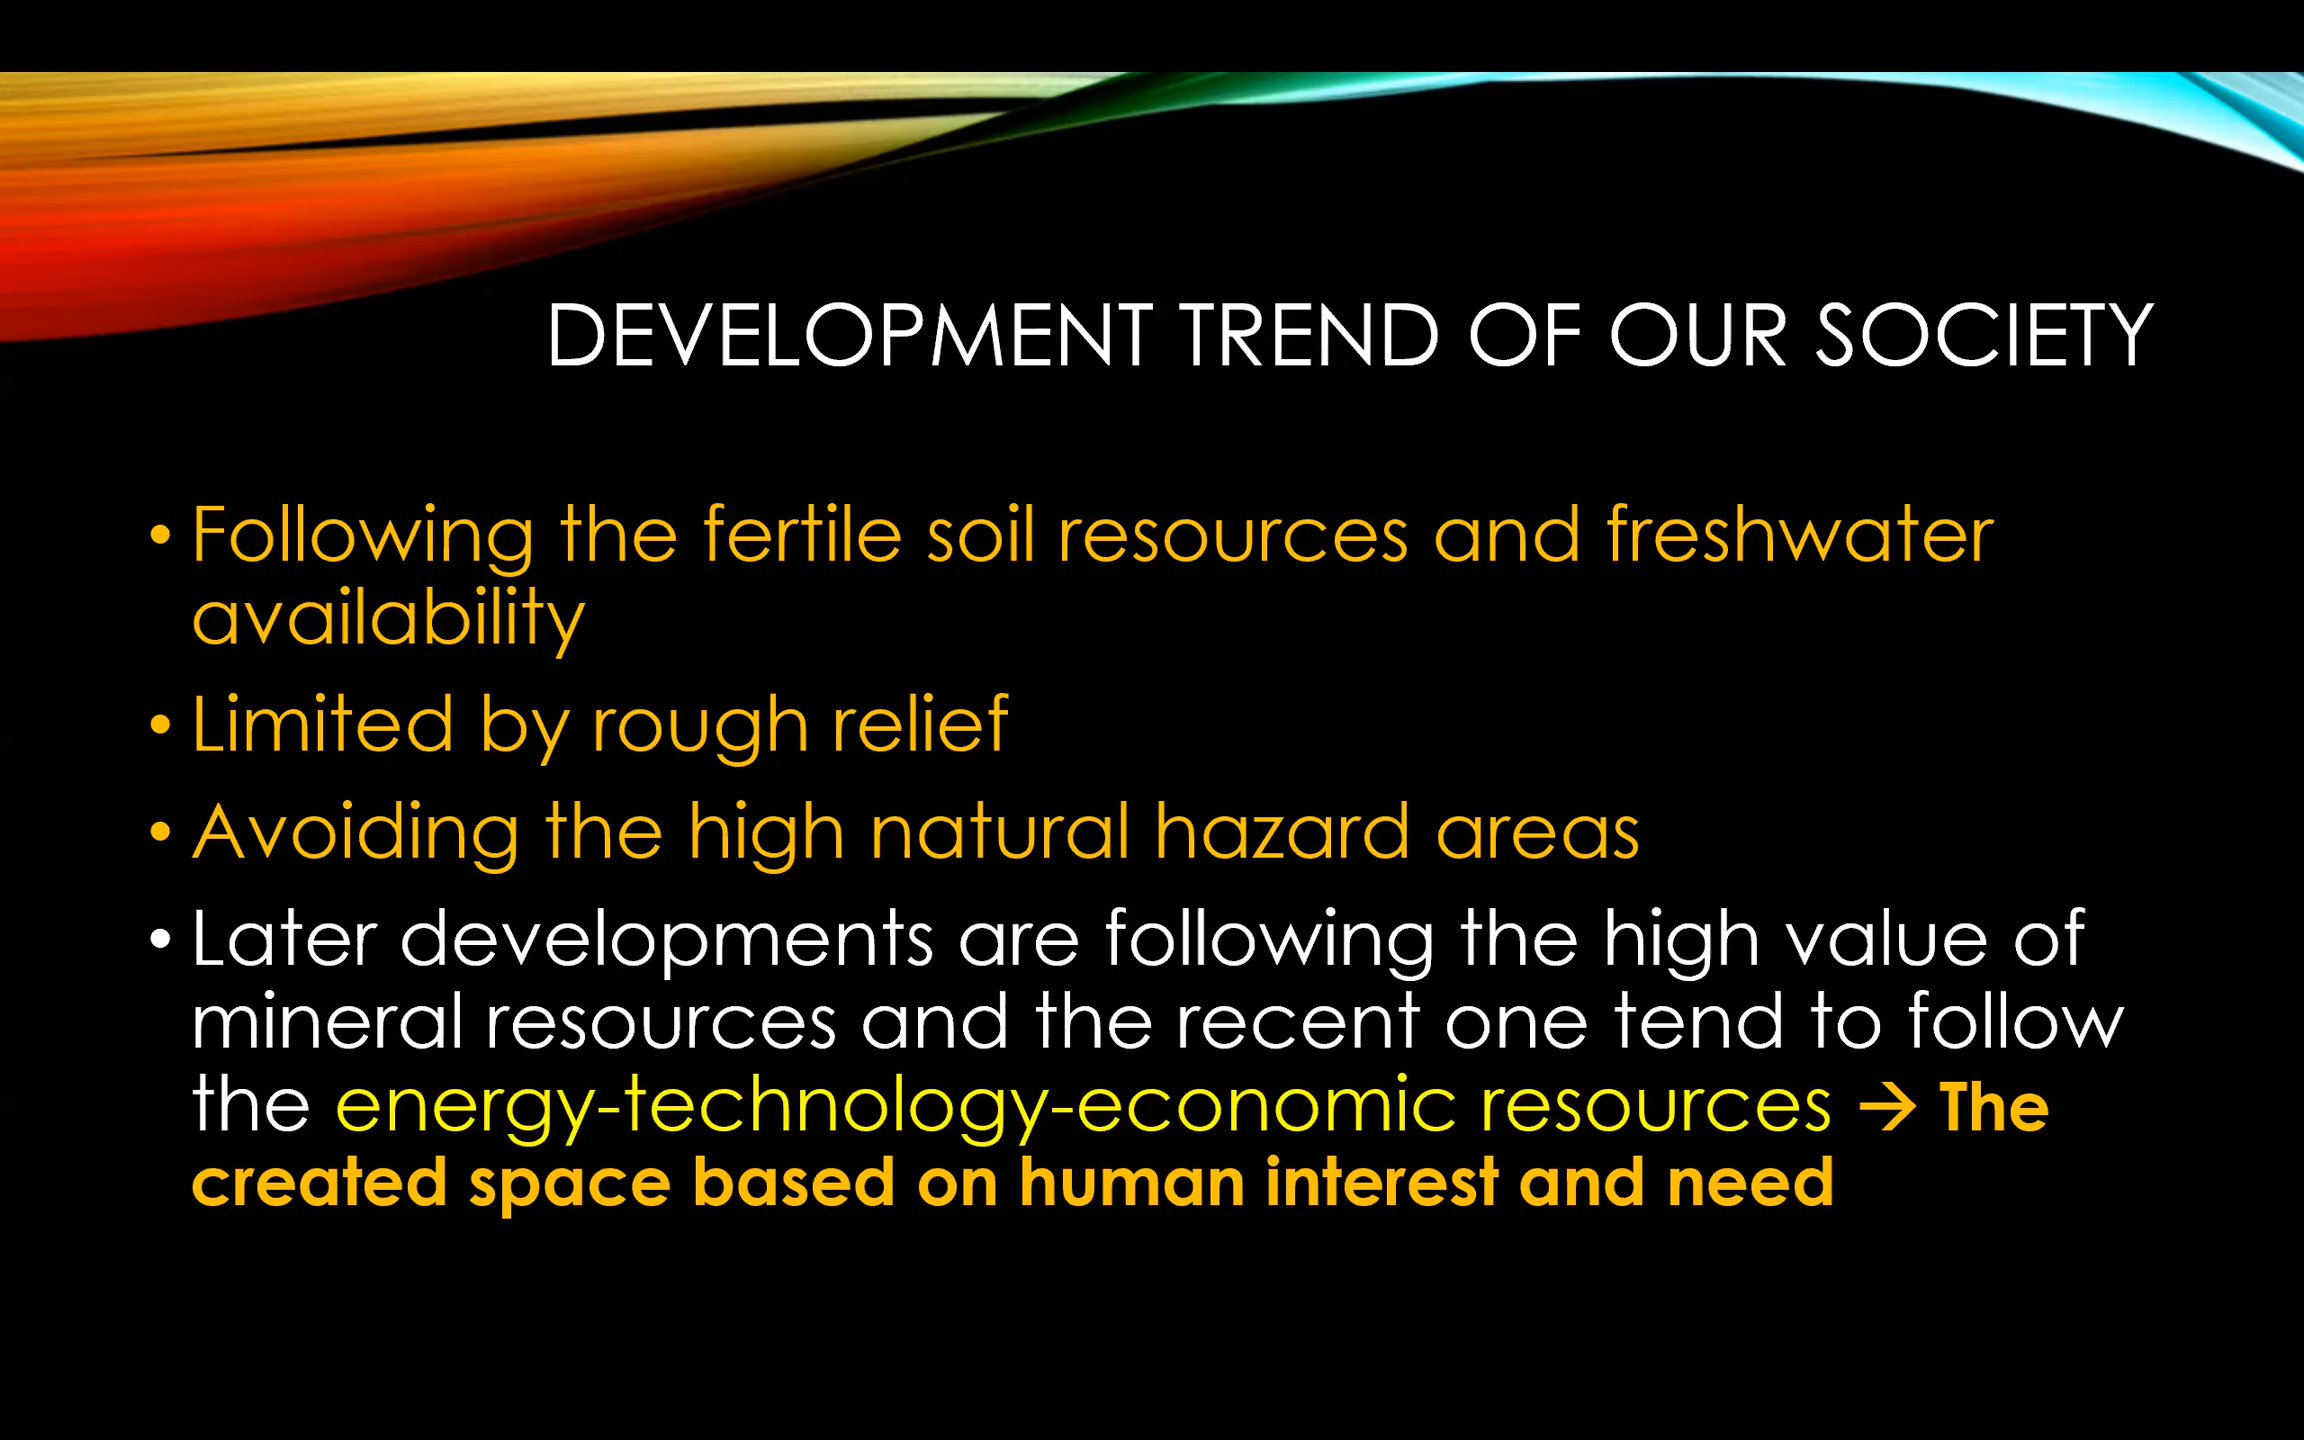 DEVELOPMENT TREND OF OUR SOCIETY
• Following the fertile soil resources and freshwater
availability
• Limited by rough relief
• Avoiding the high natural hazard areas
• Later developments are following the high value of
mineral resources and the recent one tend to follow
the energy-technology-economic resources → The
created space based on human interest and need